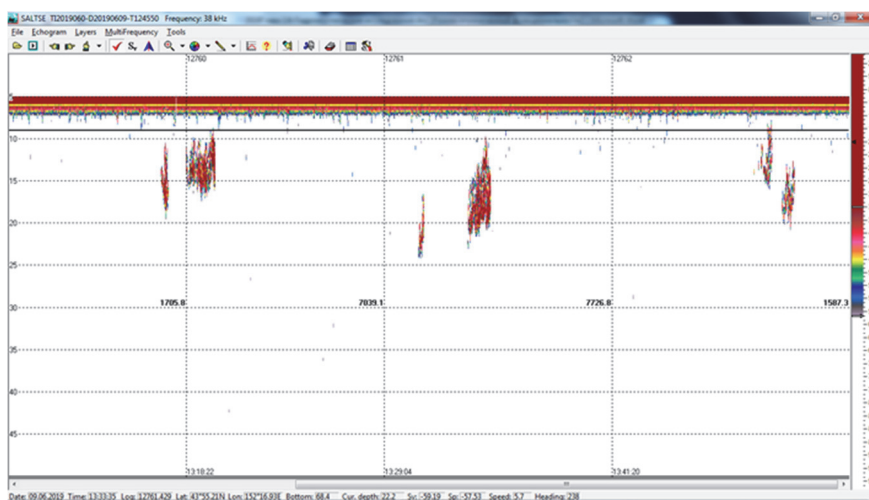 SALTSE_TI2019060-D20190609-T124550 Frequency: 38 kHz
File Echogram Layers MultiFrequency Tools
12760 12761 12762
5
10
15
20
25
1705.0 7039.1 7726.0 1507.3
30
35
40
45
13:18:22 13:29:04 13:41:20
Date: 09.06.2019 Time: 13:33:35 Log: 12761.429 Lat: 43°55.21N Lon: 152°16.93E Bottom: 68.4 Cur. depth: 22.2 Sv: -59.19 Sp: -57.53 Speed: 5.7 Heading: 238